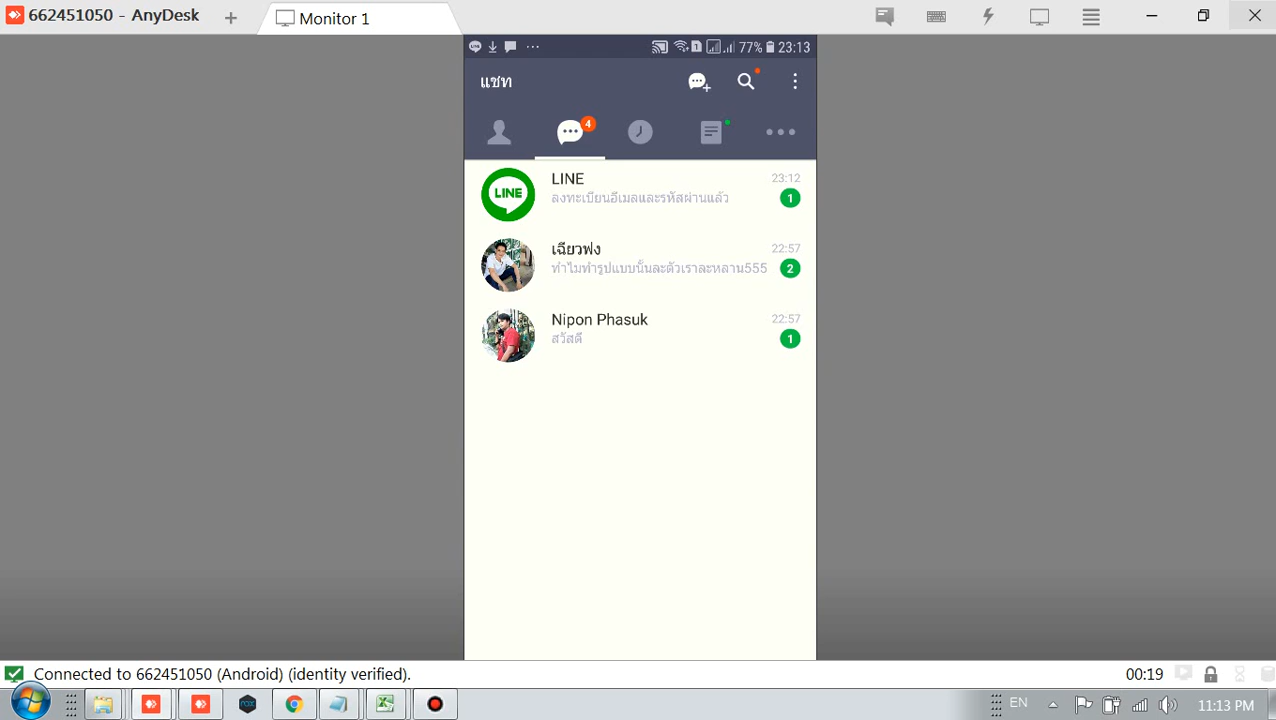 662451050 - AnyDesk
Monitor 1
LINE
1
77% 23:13
แชท
4
LINE
LINE
23:12
ลงทะเบียนอีเมลและรหัสผ่านแล้ว
1
เฉียวฟง
22:57
ทำไมทำรูปแบบนั้นละตัวเราละหลาน555
2
Nipon Phasuk
22:57
สวัสดี
1
Connected to 662451050 (Android) (identity verified).
00:19
nox
EN
11:13 PM